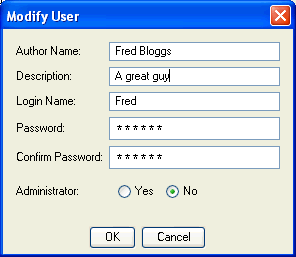 Modify User
Author Name: Fred Bloggs
Description: A great guy
Login Name: Fred
Password: ******
Confirm Password: ******
Administrator: Yes No
OK Cancel